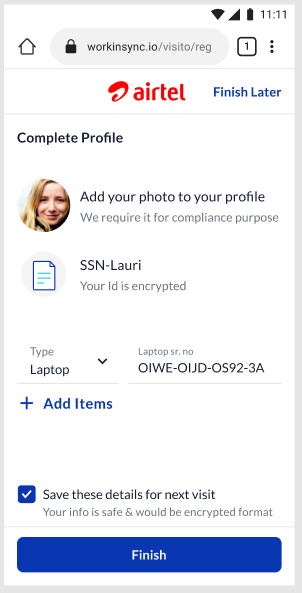 11:11
workinsync.io/visito/reg
1
airtel
Finish Later
Complete Profile
Add your photo to your profile
We require it for compliance purpose
SSN-Lauri
Your Id is encrypted
Type
Laptop
Laptop sr. no
OIWE-OIJD-OS92-3A
+ Add Items
Save these details for next visit
Your info is safe & would be encrypted format
Finish